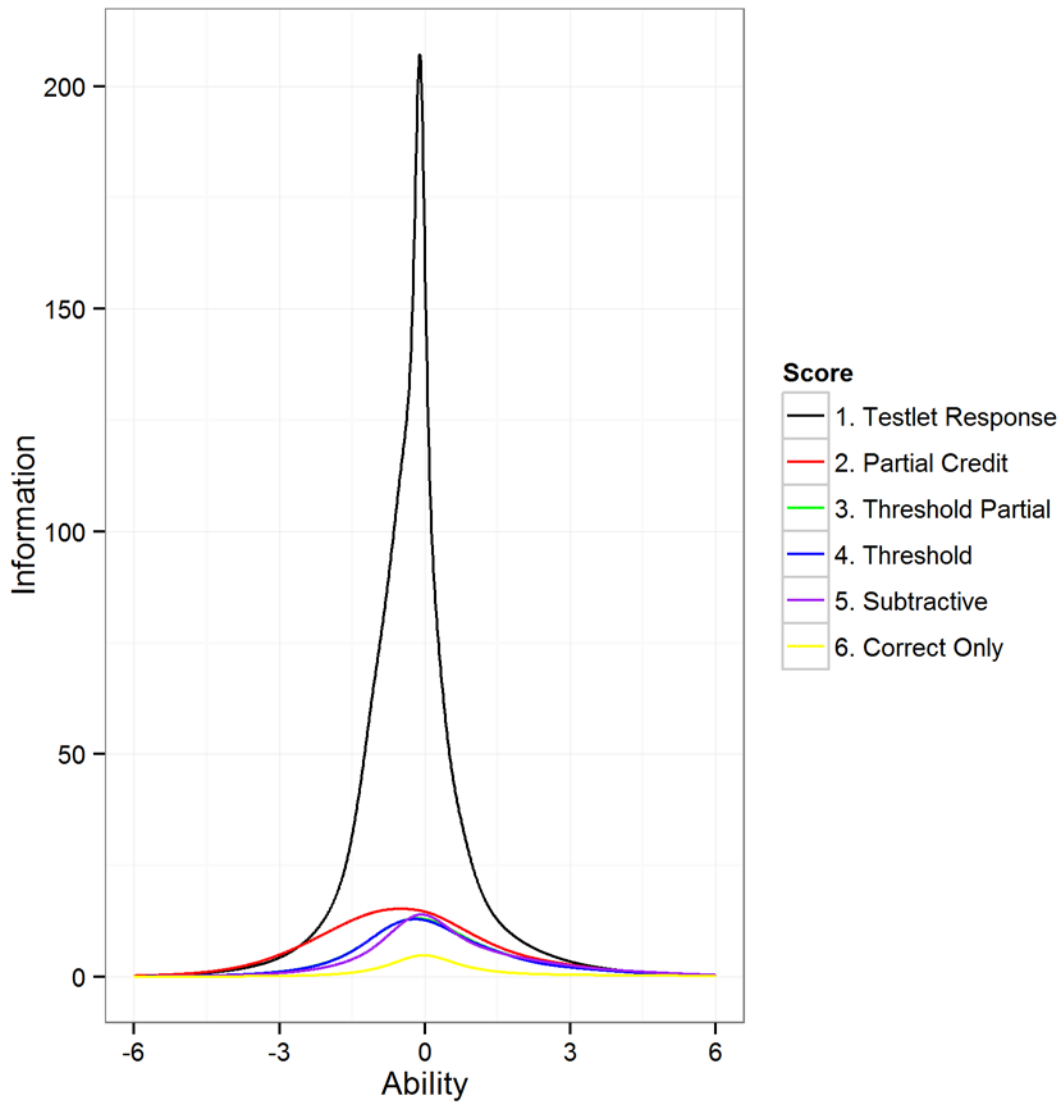 200
150
100
50
0
-6
-3
0
3
6
Information
Ability
Score
1. Testlet Response
2. Partial Credit
3. Threshold Partial
4. Threshold
5. Subtractive
6. Correct Only